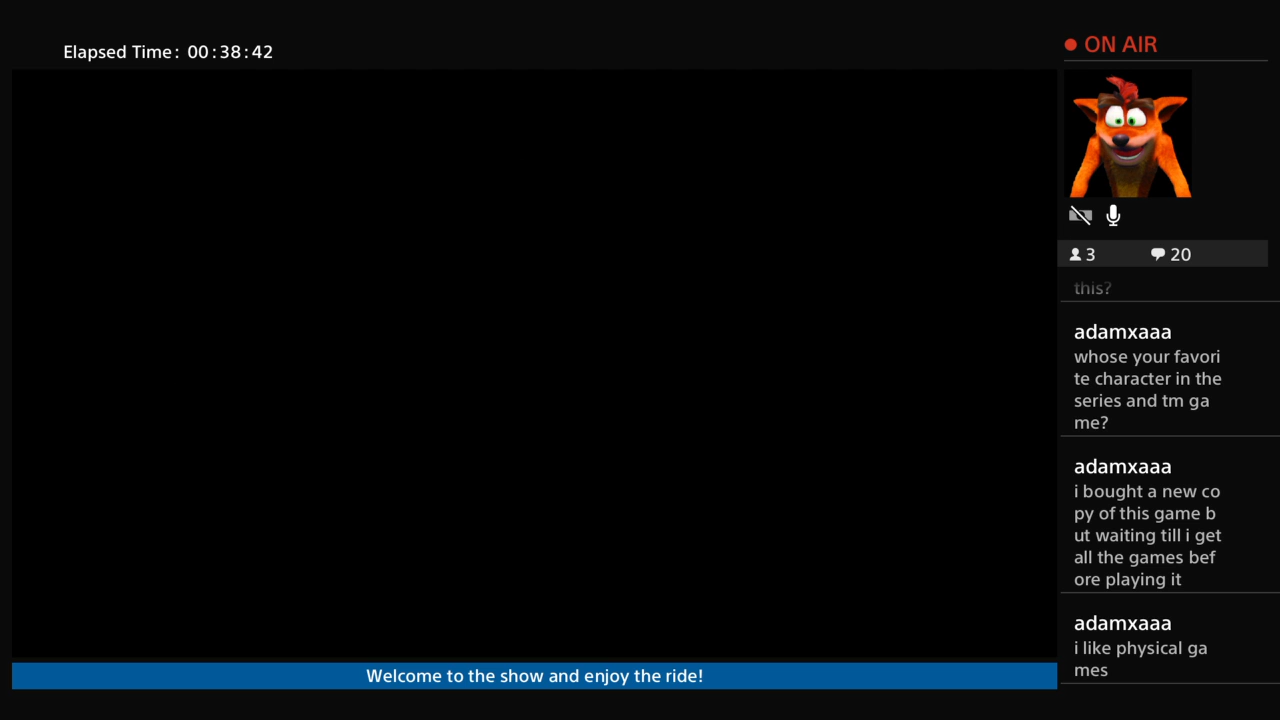 Elapsed Time: 00:38:42
ON AIR
3 20
this?
adamxaaa
whose your favori
te character in the
series and tm ga
me?
adamxaaa
i bought a new co
py of this game b
ut waiting till i get
all the games bef
ore playing it
adamxaaa
i like physical ga
mes
Welcome to the show and enjoy the ride!